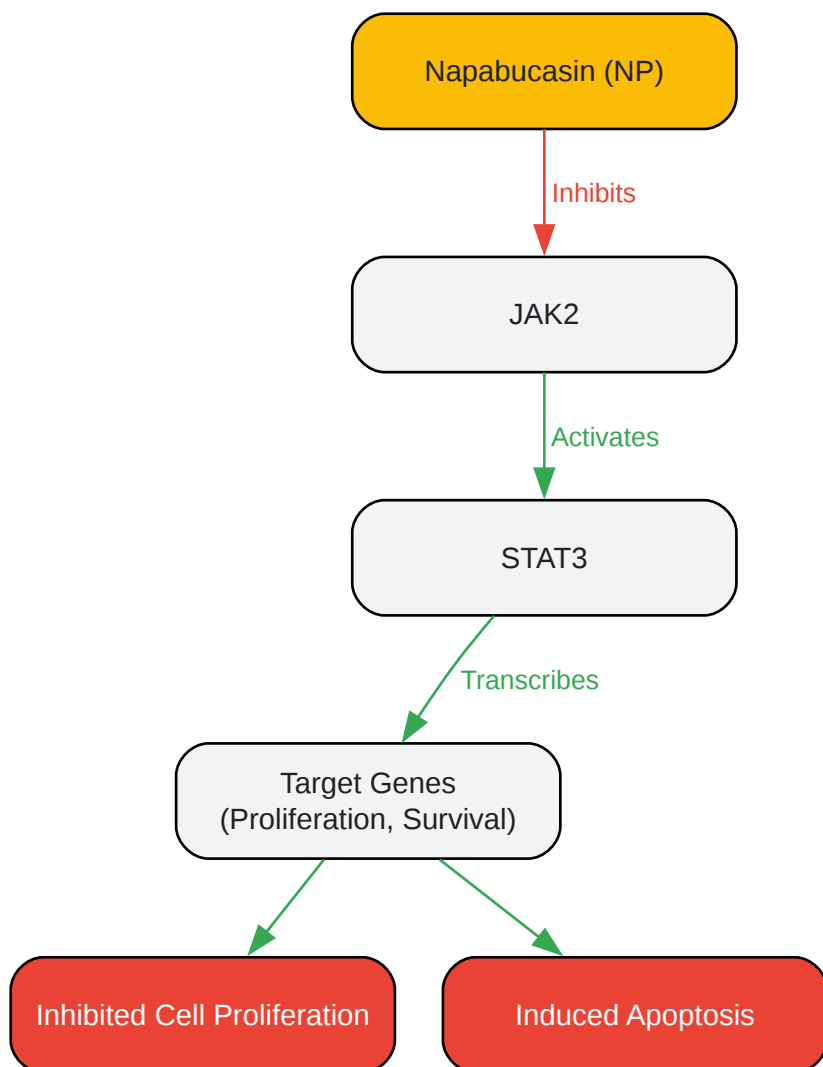 Napabucasin (NP)
Inhibits
JAK2
Activates
STAT3
Transcribes
Target Genes
(Proliferation, Survival)
Inhibited Cell Proliferation
Induced Apoptosis